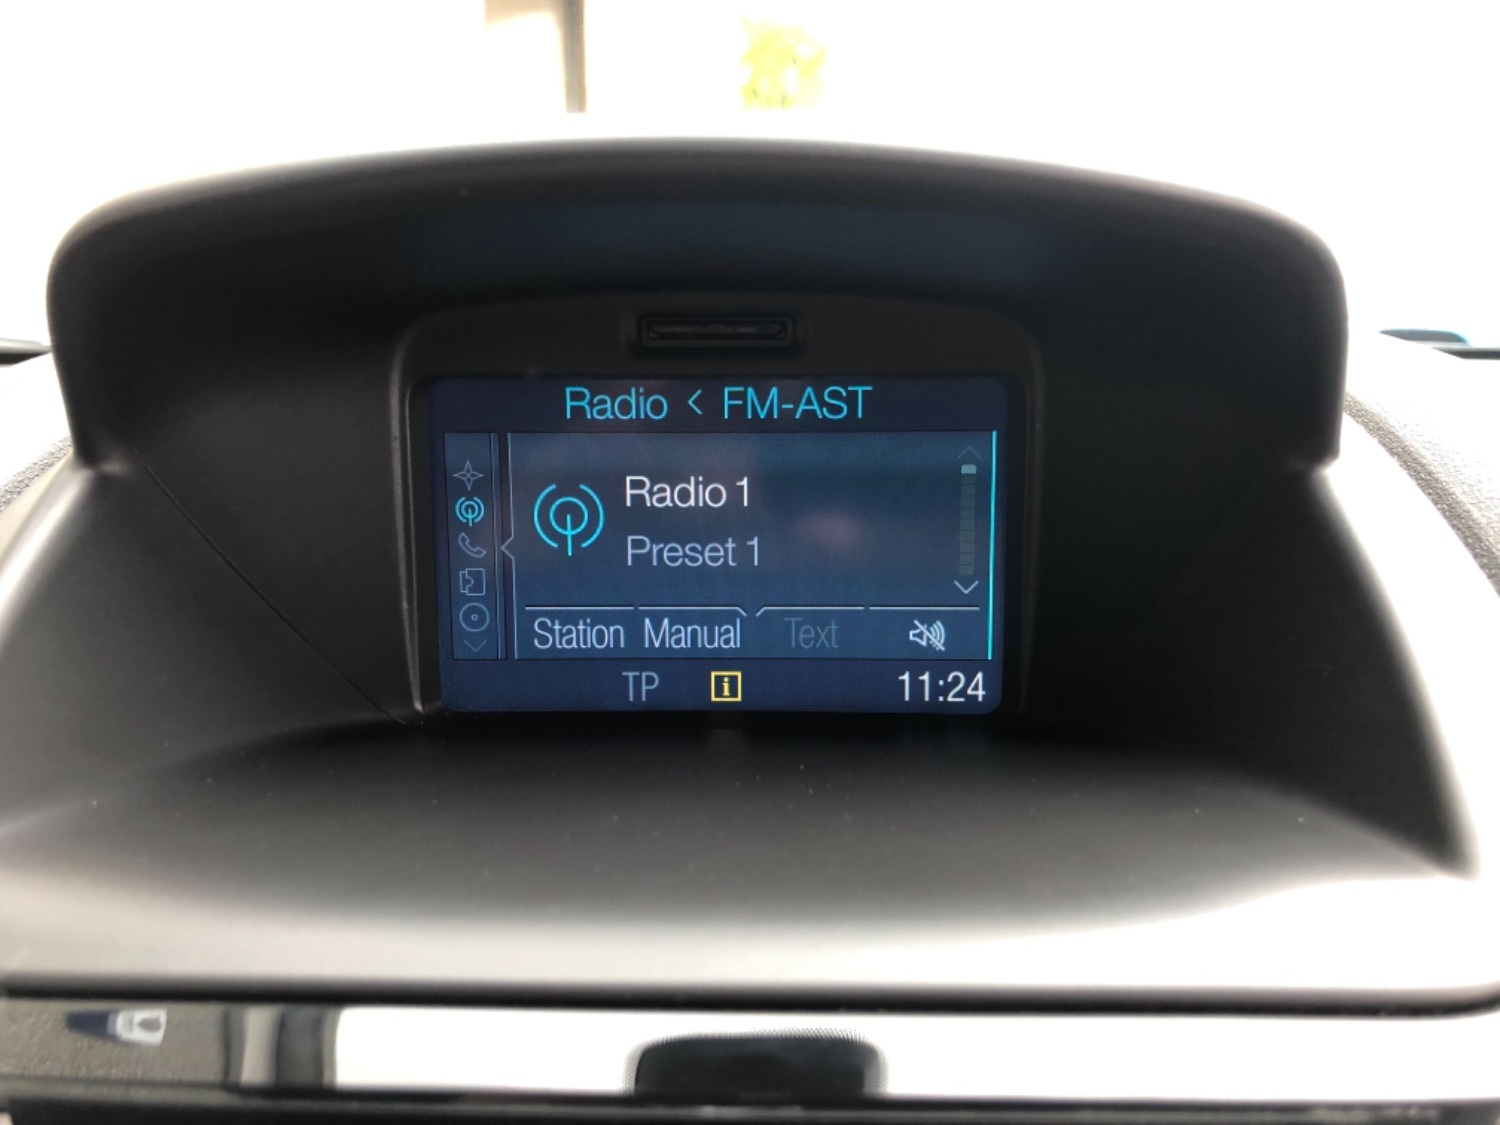 Radio < FM-AST
Radio 1
Preset 1
Station Manual Text
TP i 11:24